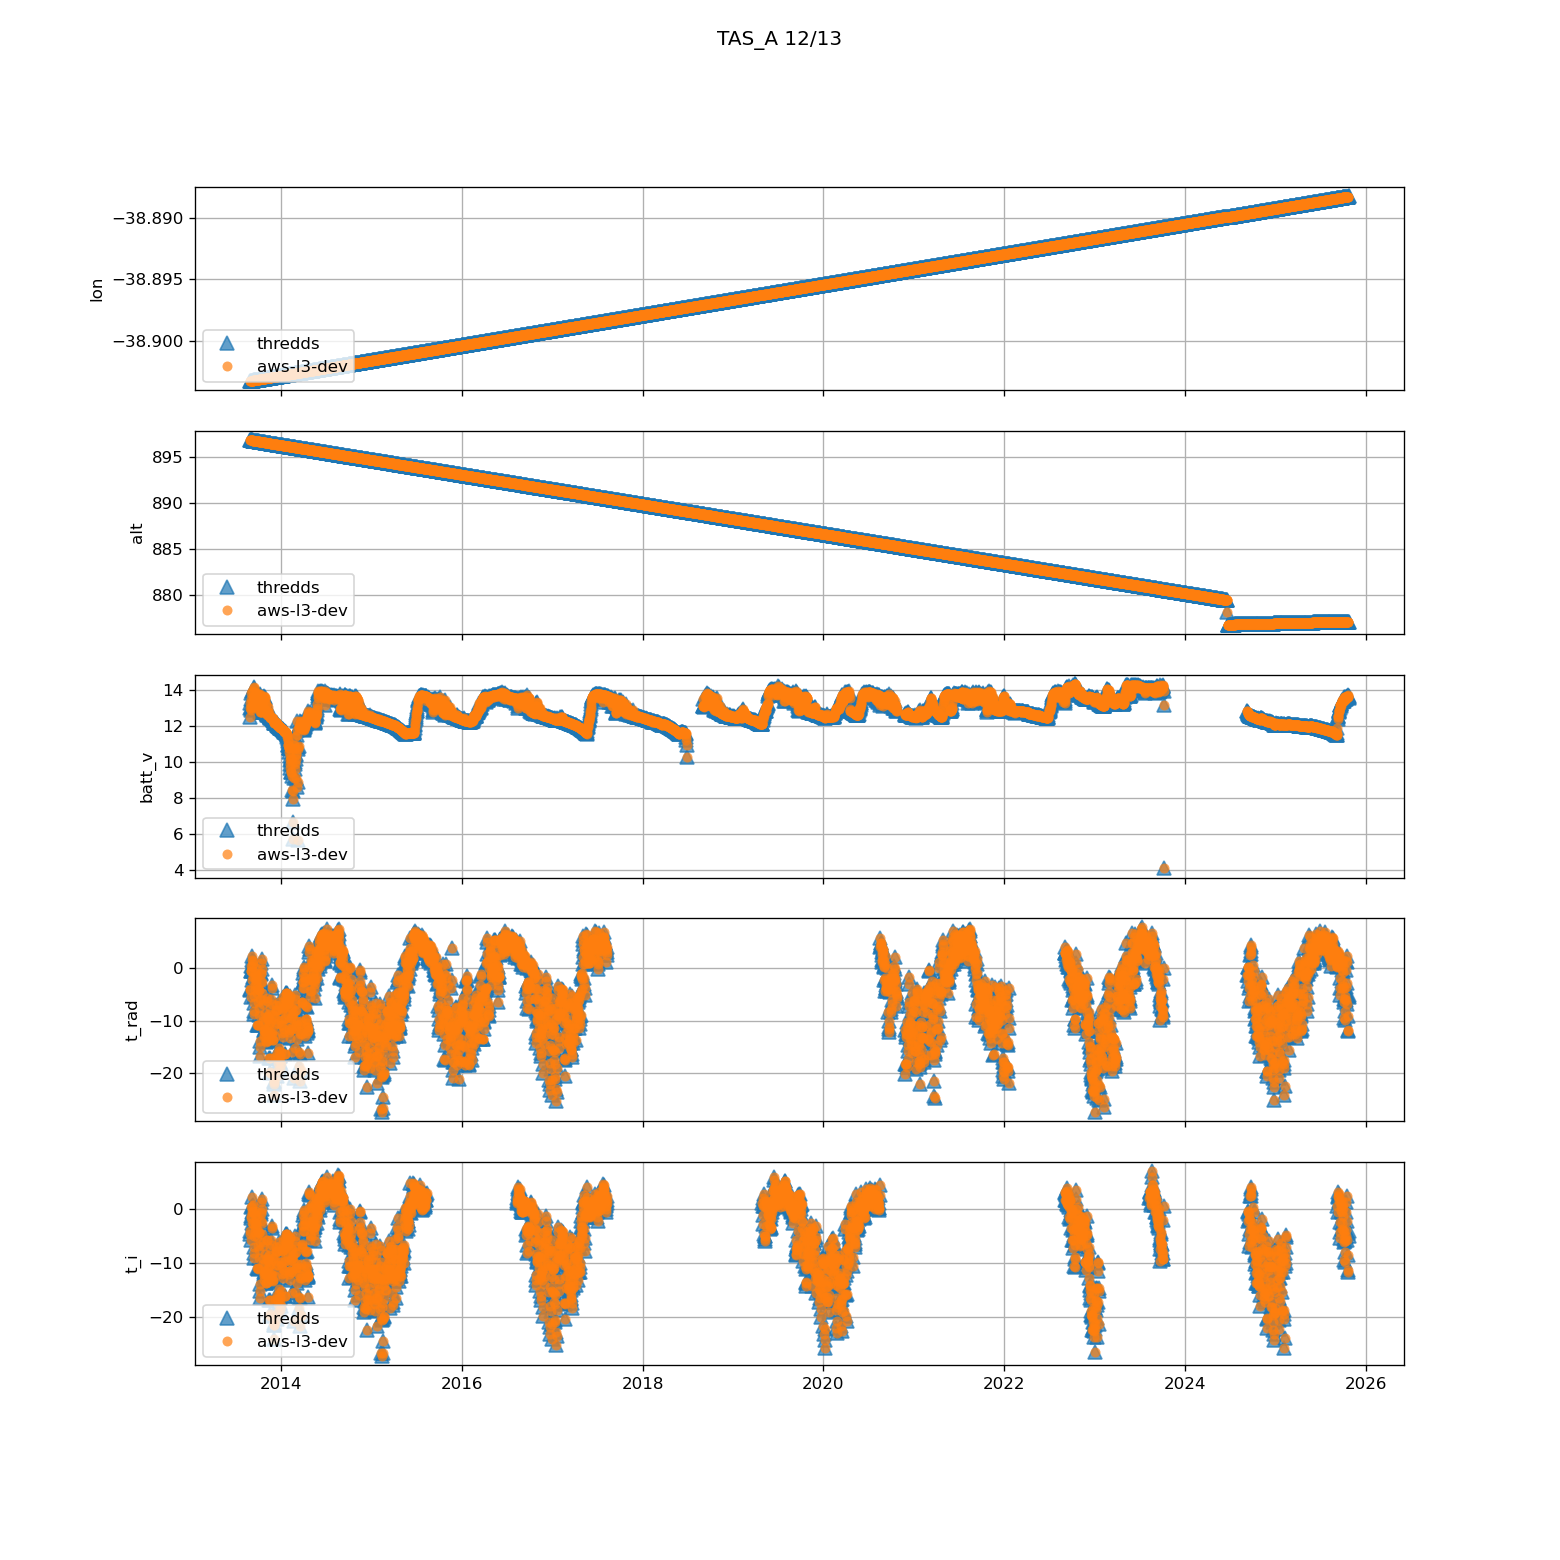 TAS_A 12/13
lon
−38.890
−38.895
−38.900
thredds
aws-l3-dev
alt
895
890
885
880
thredds
aws-l3-dev
batt_v
14
12
10
8
6
4
thredds
aws-l3-dev
t_rad
0
−10
−20
thredds
aws-l3-dev
t_i
0
−10
−20
thredds
aws-l3-dev
2014 2016 2018 2020 2022 2024 2026